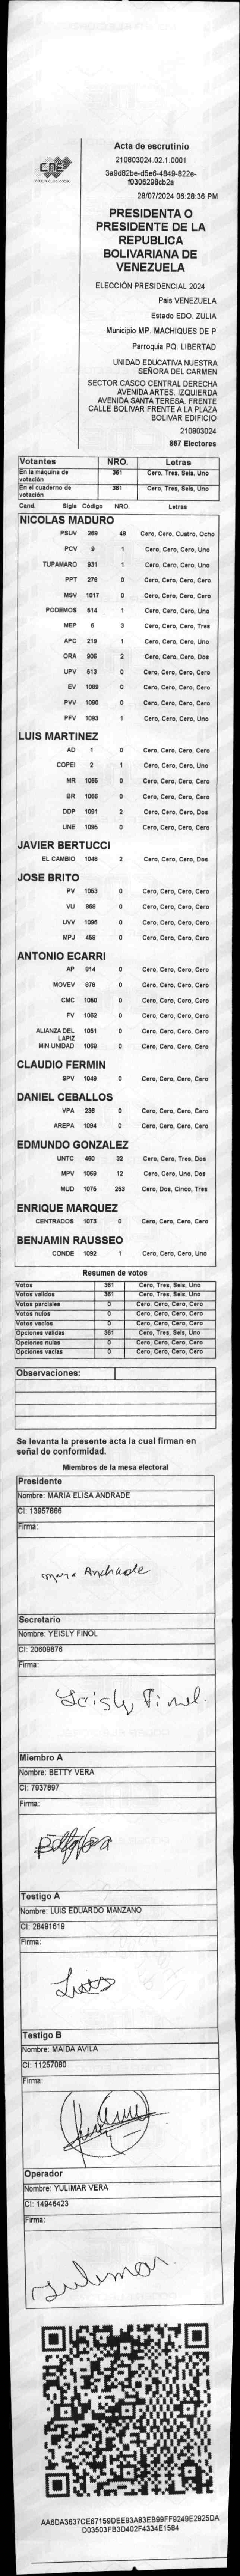 CNE
Acta de escrutinio
210803024.02.1.0001
3a9d82be-d5e6-4849-822e-
f0306298cb2a
28/07/2024 06:28:36 PM
PRESIDENTA O
PRESIDENTE DE LA
REPUBLICA
BOLIVARIANA DE
VENEZUELA
ELECCIÓN PRESIDENCIAL 2024
Pais VENEZUELA
Estado EDO. ZULIA
Municipio MP. MACHIQUES DE P
Parroquia PQ. LIBERTAD
UNIDAD EDUCATIVA NUESTRA
SEÑORA DEL CARMEN
SECTOR CASCO CENTRAL DERECHA
AVENIDA ARTES. IZQUIERDA
AVENIDA SANTA TERESA. FRENTE
CALLE BOLIVAR FRENTE A LA PLAZA
BOLIVAR EDIFICIO
210803024
867 Electores
Votantes NRO. Letras
En la máquina de votación 361 Cero, Tres, Seis, Uno
En el cuaderno de votación 361 Cero, Tres, Seis, Uno
Cand. Sigla Código NRO. Letras
NICOLAS MADURO
PSUV 269 48 Cero, Cero, Cuatro, Ocho
PCV 9 1 Cero, Cero, Cero, Uno
TUPAMARO 931 1 Cero, Cero, Cero, Uno
PPT 276 0 Cero, Cero, Cero, Cero
MSV 1017 0 Cero, Cero, Cero, Cero
PODEMOS 514 1 Cero, Cero, Cero, Uno
MEP 6 3 Cero, Cero, Cero, Tres
APC 219 1 Cero, Cero, Cero, Uno
ORA 906 2 Cero, Cero, Cero, Dos
UPV 513 0 Cero, Cero, Cero, Cero
EV 1089 0 Cero, Cero, Cero, Cero
PVV 1090 0 Cero, Cero, Cero, Cero
PFV 1093 1 Cero, Cero, Cero, Uno
LUIS MARTINEZ
AD 1 0 Cero, Cero, Cero, Cero
COPEI 2 1 Cero, Cero, Cero, Uno
MR 1065 0 Cero, Cero, Cero, Cero
BR 1066 0 Cero, Cero, Cero, Cero
DDP 1091 2 Cero, Cero, Cero, Dos
UNE 1095 0 Cero, Cero, Cero, Cero
JAVIER BERTUCCI
EL CAMBIO 1048 2 Cero, Cero, Cero, Dos
JOSE BRITO
PV 1053 0 Cero, Cero, Cero, Cero
VU 969 0 Cero, Cero, Cero, Cero
UVV 1096 0 Cero, Cero, Cero, Cero
MPJ 459 0 Cero, Cero, Cero, Cero
ANTONIO ECARRI
AP 914 0 Cero, Cero, Cero, Cero
MOVEV 979 0 Cero, Cero, Cero, Cero
CMC 1050 0 Cero, Cero, Cero, Cero
FV 1062 0 Cero, Cero, Cero, Cero
ALIANZA DEL LAPIZ 1051 0 Cero, Cero, Cero, Cero
MIN UNIDAD 1069 0 Cero, Cero, Cero, Cero
CLAUDIO FERMIN
SPV 1049 0 Cero, Cero, Cero, Cero
DANIEL CEBALLOS
VPA 236 0 Cero, Cero, Cero, Cero
AREPA 1094 0 Cero, Cero, Cero, Cero
EDMUNDO GONZALEZ
UNTC 460 32 Cero, Cero, Tres, Dos
MPV 1069 12 Cero, Cero, Uno, Dos
MUD 1075 253 Cero, Dos, Cinco, Tres
ENRIQUE MARQUEZ
CENTRADOS 1073 0 Cero, Cero, Cero, Cero
BENJAMIN RAUSSEO
CONDE 1092 1 Cero, Cero, Cero, Uno
Resumen de votos
Votos 361 Cero, Tres, Seis, Uno
Votos validos 361 Cero, Tres, Seis, Uno
Votos parciales 0 Cero, Cero, Cero, Cero
Votos nulos 0 Cero, Cero, Cero, Cero
Votos vacios 0 Cero, Cero, Cero, Cero
Opciones validas 361 Cero, Tres, Seis, Uno
Opciones nulas 0 Cero, Cero, Cero, Cero
Opciones vacias 0 Cero, Cero, Cero, Cero
Observaciones:
Se levanta la presente acta la cual firman en
señal de conformidad.
Miembros de la mesa electoral
Presidente
Nombre: MARIA ELISA ANDRADE
CI: 13957866
Firma:
Maria Andrade
Secretario
Nombre: YEISLY FINOL
CI: 20609876
Firma:
Yeisly Finol.
Miembro A
Nombre: BETTY VERA
CI: 7937697
Firma:
Testigo A
Nombre: LUIS EDUARDO MANZANO
CI: 28491619
Firma:
Luis
Testigo B
Nombre: MAIDA AVILA
CI: 11257080
Firma:
Operador
Nombre: YULIMAR VERA
CI: 14946423
Firma:
Yulimar.
AA6DA3637CE67159DEE93A83EB99FF9249E2925DA
D03503FB3D402F4334E15B4